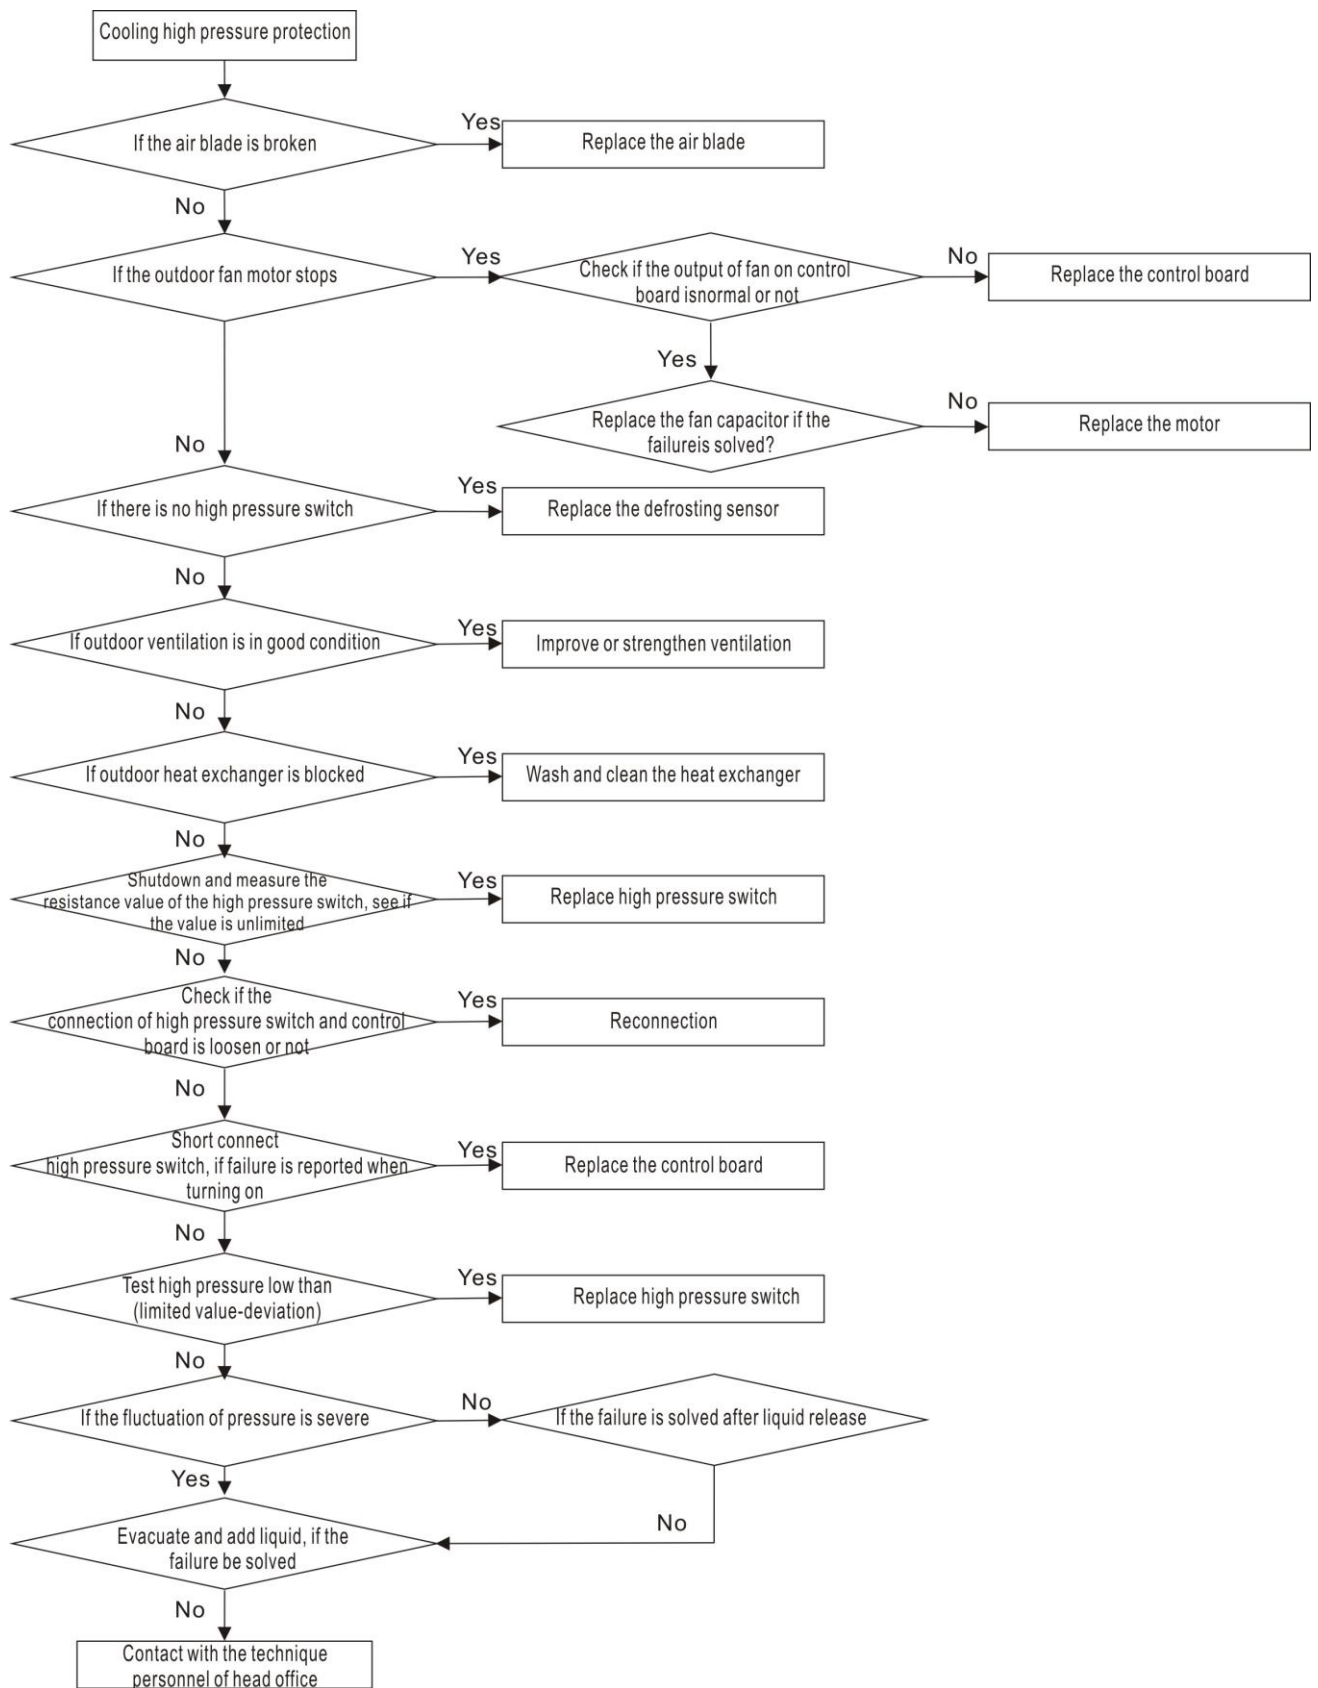 Cooling high pressure protection
If the air blade is broken
Yes
Replace the air blade
No
If the outdoor fan motor stops
Yes
Check if the output of fan on control
board isnormal or not
No
Replace the control board
Yes
Replace the fan capacitor if the
failureis solved?
No
Replace the motor
No
If there is no high pressure switch
Yes
Replace the defrosting sensor
No
If outdoor ventilation is in good condition
Yes
Improve or strengthen ventilation
No
If outdoor heat exchanger is blocked
Yes
Wash and clean the heat exchanger
No
Shutdown and measure the
resistance value of the high pressure switch, see if
the value is unlimited
Yes
Replace high pressure switch
No
Check if the
connection of high pressure switch and control
board is loosen or not
Yes
Reconnection
No
Short connect
high pressure switch, if failure is reported when
turning on
Yes
Replace the control board
No
Test high pressure low than
(limited value-deviation)
Yes
Replace high pressure switch
No
If the fluctuation of pressure is severe
No
If the failure is solved after liquid release
Yes
No
Evacuate and add liquid, if the
failure be solved
No
Contact with the technique
personnel of head office